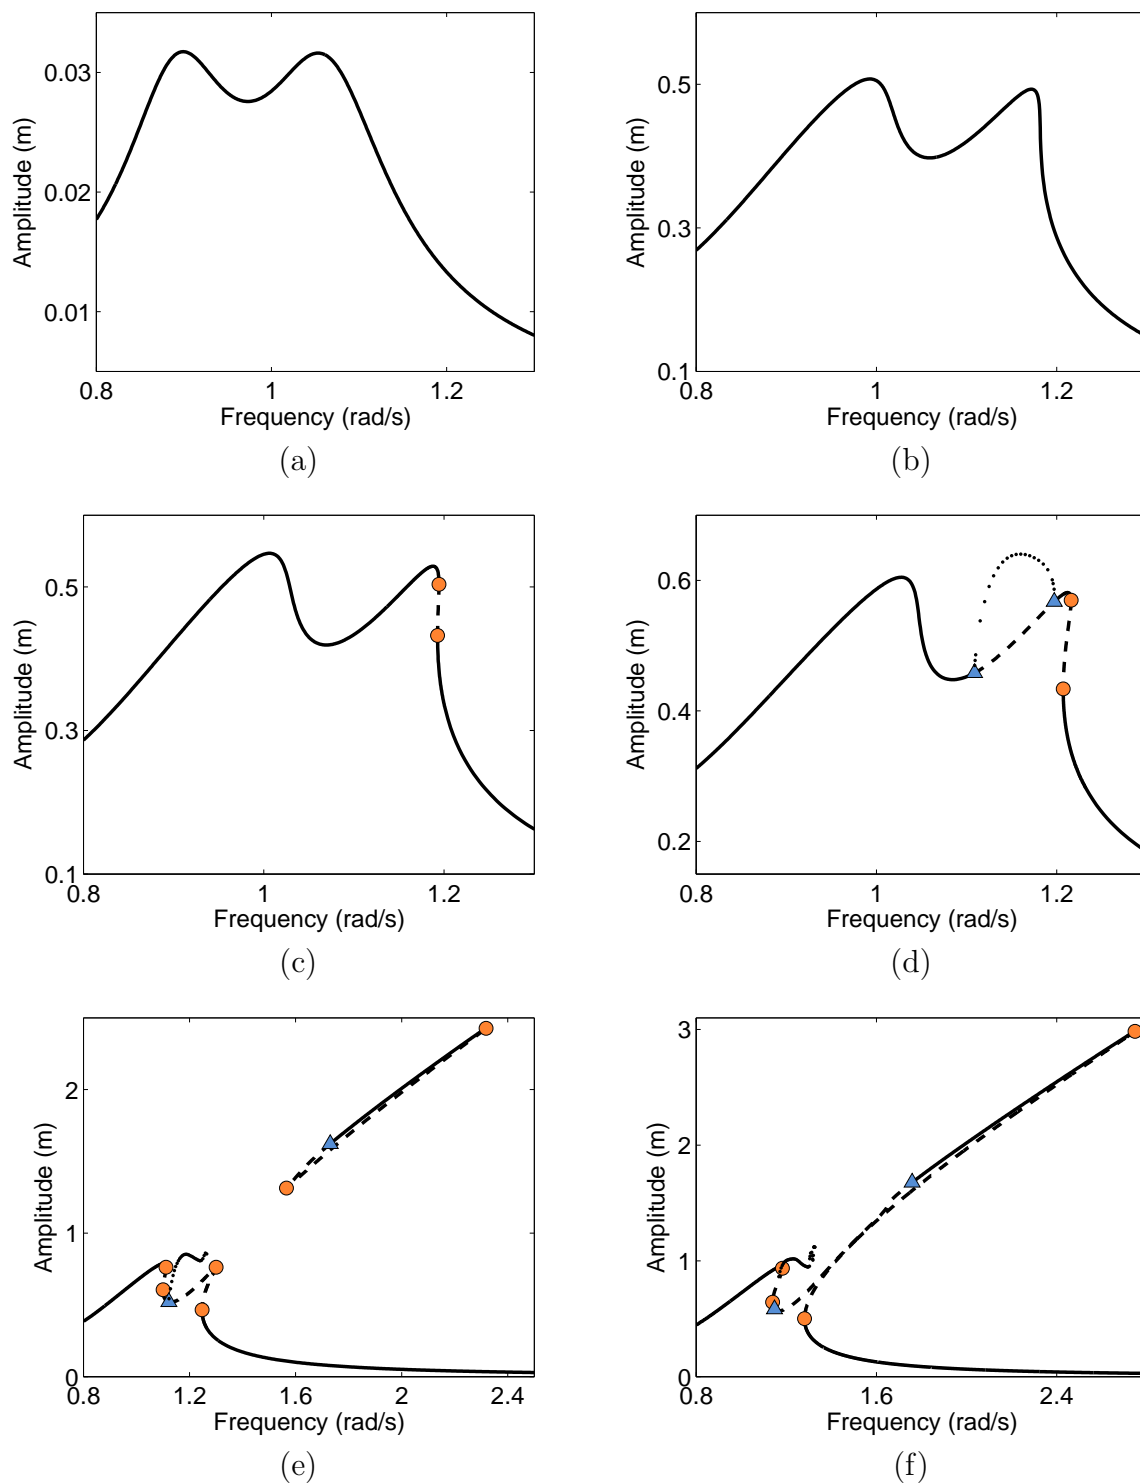 0.03
0.02
0.01
Amplitude (m)
0.8
1
1.2
Frequency (rad/s)
(a)
0.5
0.3
0.1
Amplitude (m)
0.8
1
1.2
Frequency (rad/s)
(b)
0.5
0.3
0.1
Amplitude (m)
0.8
1
1.2
Frequency (rad/s)
(c)
0.6
0.4
0.2
Amplitude (m)
0.8
1
1.2
Frequency (rad/s)
(d)
2
1
0
Amplitude (m)
0.8
1.2
1.6
2
2.4
Frequency (rad/s)
(e)
3
2
1
0
Amplitude (m)
0.8
1.6
2.4
Frequency (rad/s)
(f)